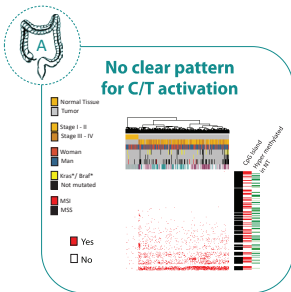 A
No clear pattern
for C/T activation
Normal Tissue
Tumor
Stage I - II
Stage III - IV
Woman
Man
Kras*/ Braf*
Not mutated
MSI
MSS
Yes
No
CpG Island
Hyper methylated
in NT